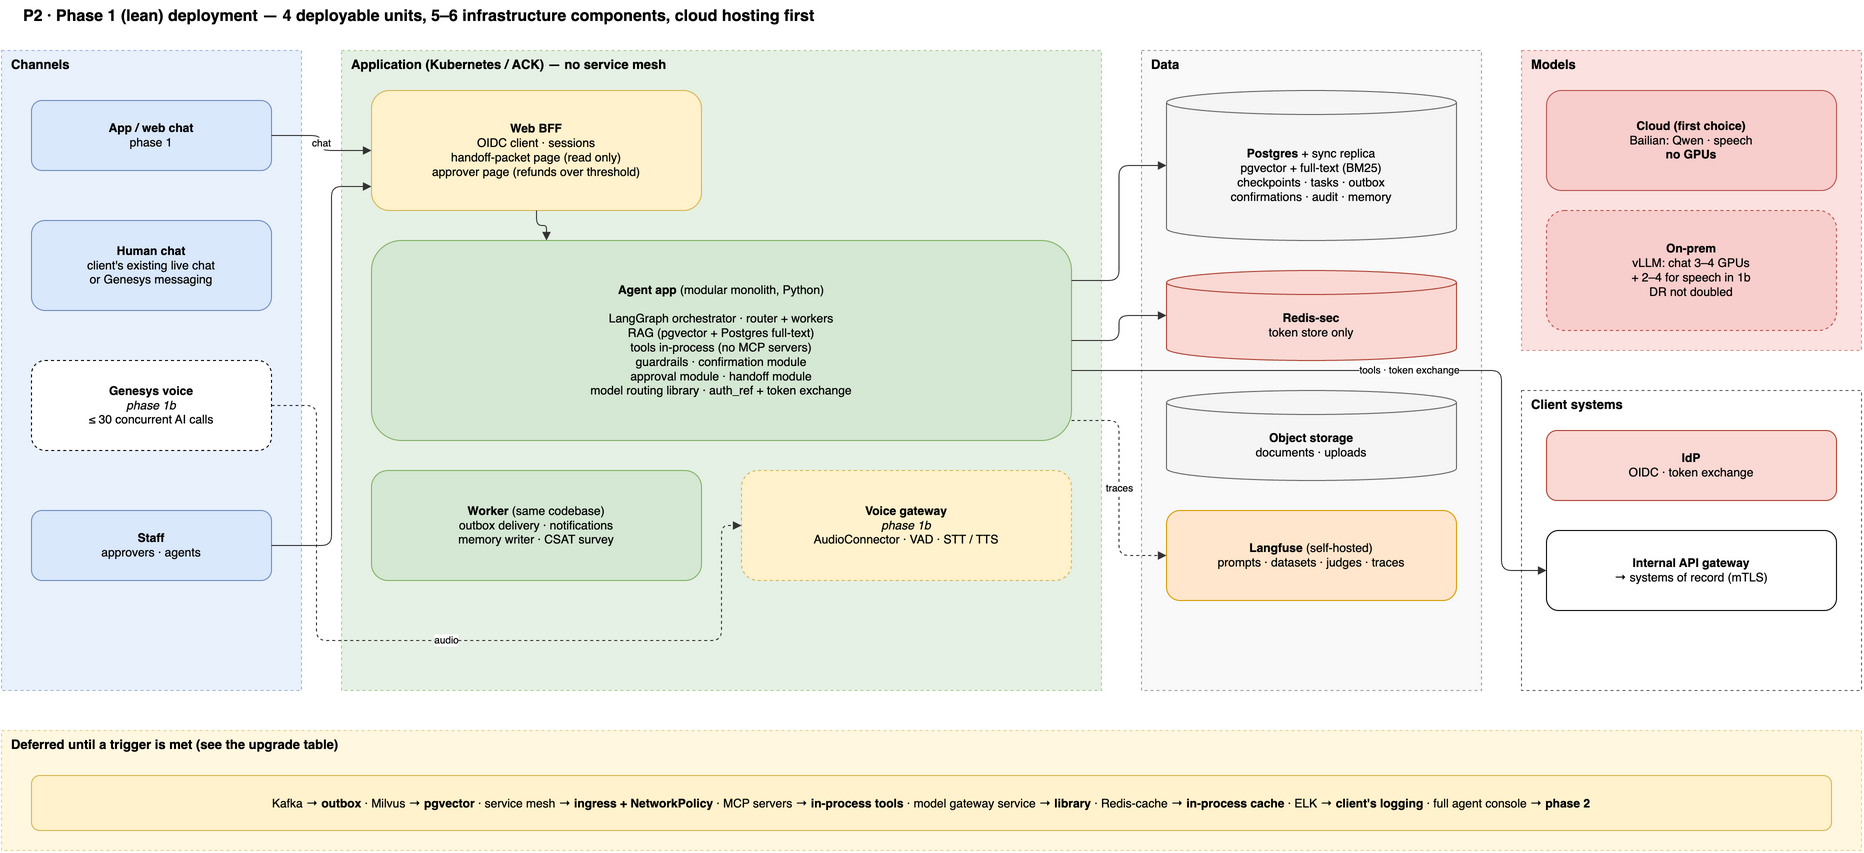 P2 · Phase 1 (lean) deployment — 4 deployable units, 5–6 infrastructure components, cloud hosting first
Channels
App / web chat
phase 1
Human chat
client's existing live chat
or Genesys messaging
Genesys voice
phase 1b
≤ 30 concurrent AI calls
Staff
approvers · agents
chat
Application (Kubernetes / ACK) — no service mesh
Web BFF
OIDC client · sessions
handoff-packet page (read only)
approver page (refunds over threshold)
Agent app (modular monolith, Python)
LangGraph orchestrator · router + workers
RAG (pgvector + Postgres full-text)
tools in-process (no MCP servers)
guardrails · confirmation module
approval module · handoff module
model routing library · auth_ref + token exchange
Worker (same codebase)
outbox delivery · notifications
memory writer · CSAT survey
Voice gateway
phase 1b
AudioConnector · VAD · STT / TTS
audio
traces
tools · token exchange
Data
Postgres + sync replica
pgvector + full-text (BM25)
checkpoints · tasks · outbox
confirmations · audit · memory
Redis-sec
token store only
Object storage
documents · uploads
Langfuse (self-hosted)
prompts · datasets · judges · traces
Models
Cloud (first choice)
Bailian: Qwen · speech
no GPUs
On-prem
vLLM: chat 3–4 GPUs
+ 2–4 for speech in 1b
DR not doubled
Client systems
IdP
OIDC · token exchange
Internal API gateway
→ systems of record (mTLS)
Deferred until a trigger is met (see the upgrade table)
Kafka → outbox · Milvus → pgvector · service mesh → ingress + NetworkPolicy · MCP servers → in-process tools · model gateway service → library · Redis-cache → in-process cache · ELK → client's logging · full agent console → phase 2